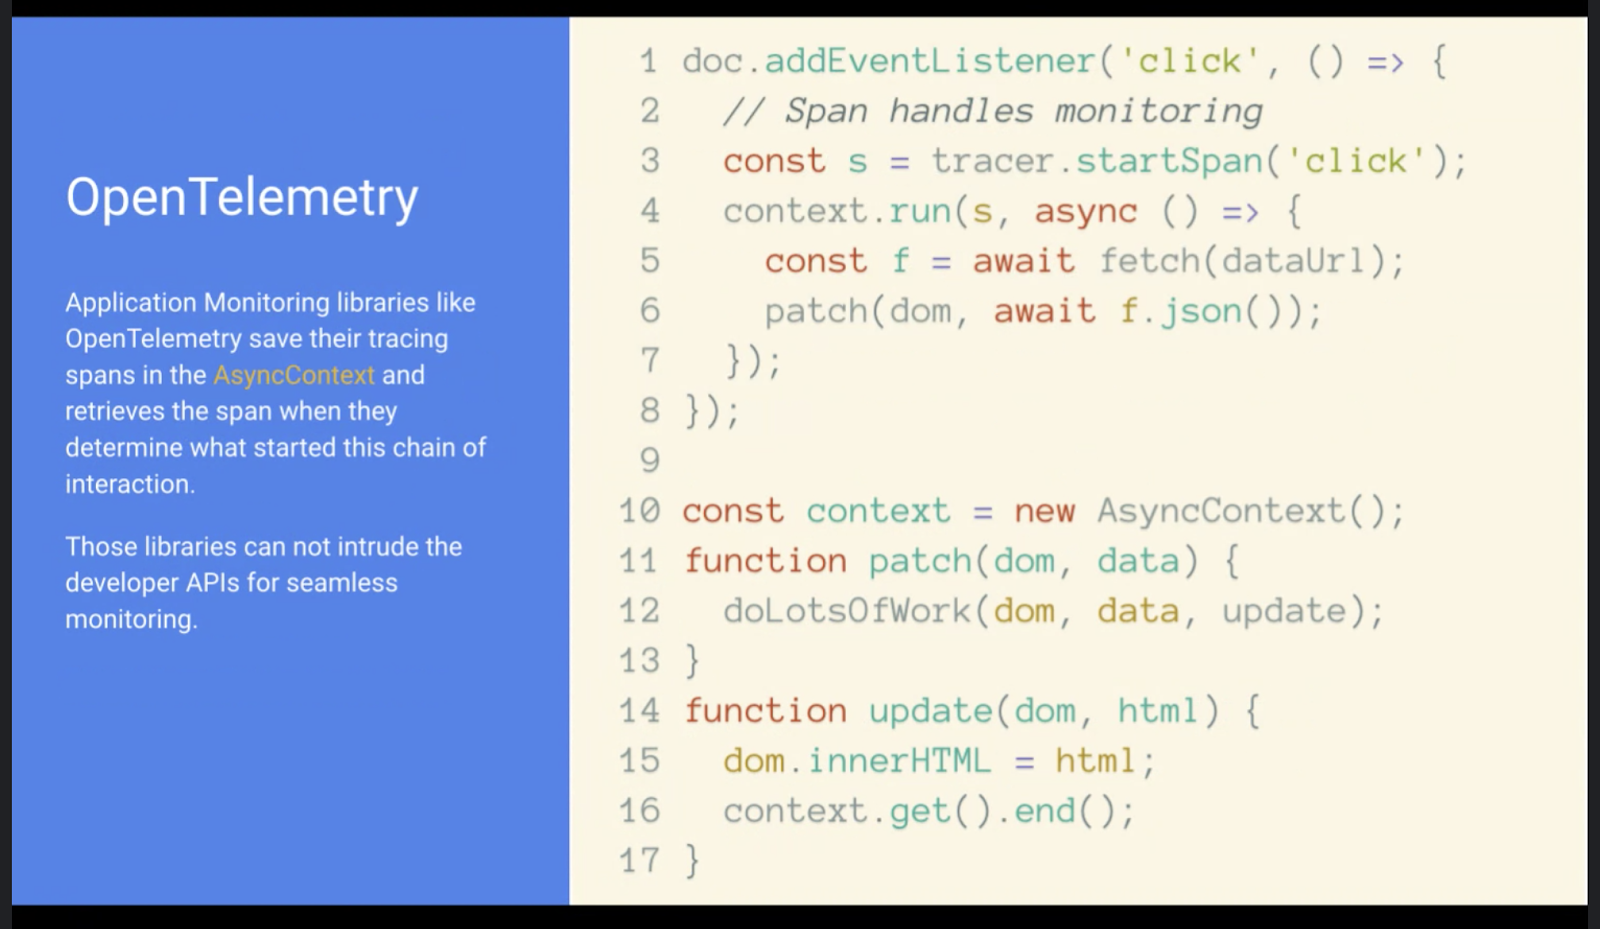 OpenTelemetry
Application Monitoring libraries like
OpenTelemetry save their tracing
spans in the AsyncContext and
retrieves the span when they
determine what started this chain of
interaction.
Those libraries can not intrude the
developer APIs for seamless
monitoring.
1 doc.addEventListener('click', () => {
2   // Span handles monitoring
3   const s = tracer.startSpan('click');
4   context.run(s, async () => {
5     const f = await fetch(dataUrl);
6     patch(dom, await f.json());
7   });
8 });
9
10 const context = new AsyncContext();
11 function patch(dom, data) {
12   doLotsOfWork(dom, data, update);
13 }
14 function update(dom, html) {
15   dom.innerHTML = html;
16   context.get().end();
17 }